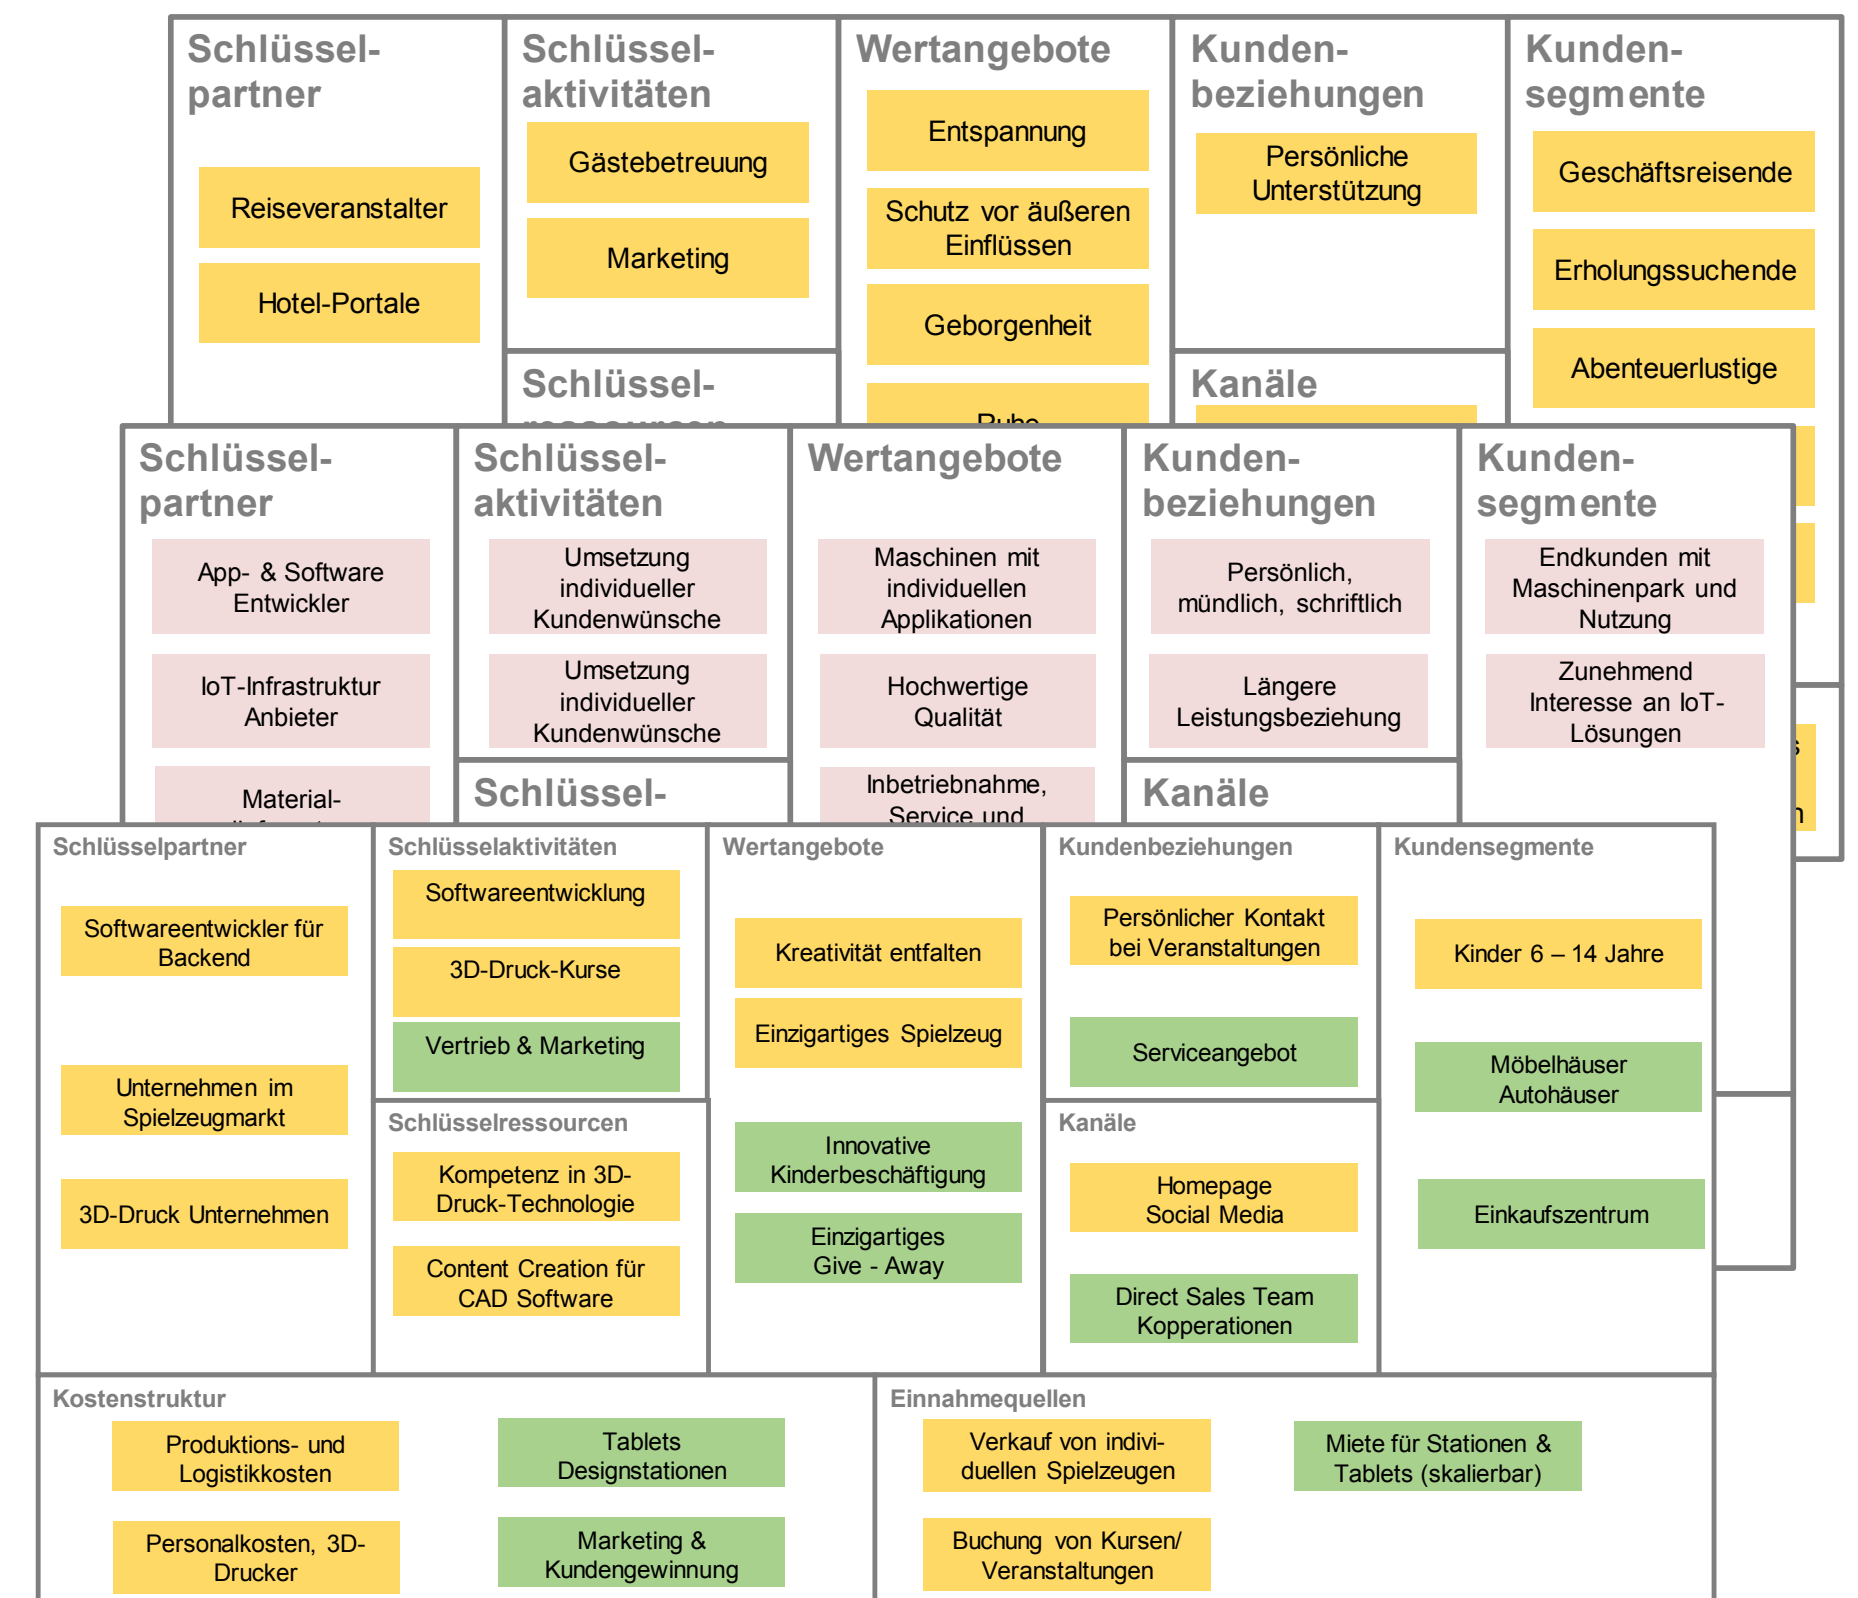 Schlüssel-
partner
Reiseveranstalter
Hotel-Portale
Schlüssel-
aktivitäten
Gästebetreuung
Marketing
Schlüssel-
ressourcen
Wertangebote
Entspannung
Schutz vor äußeren
Einflüssen
Geborgenheit
Ruhe
Kunden-
beziehungen
Persönliche
Unterstützung
Kanäle
Kunden-
segmente
Geschäftsreisende
Erholungssuchende
Abenteuerlustige
Schlüssel-
partner
App- & Software
Entwickler
IoT-Infrastruktur
Anbieter
Material-
Schlüssel-
aktivitäten
Umsetzung
individueller
Kundenwünsche
Umsetzung
individueller
Kundenwünsche
Schlüssel-
Wertangebote
Maschinen mit
individuellen
Applikationen
Hochwertige
Qualität
Inbetriebnahme,
Service und
Kunden-
beziehungen
Persönlich,
mündlich, schriftlich
Längere
Leistungsbeziehung
Kanäle
Kunden-
segmente
Endkunden mit
Maschinenpark und
Nutzung
Zunehmend
Interesse an IoT-
Lösungen
Schlüsselpartner
Softwareentwickler für
Backend
Unternehmen im
Spielzeugmarkt
3D-Druck Unternehmen
Schlüsselaktivitäten
Softwareentwicklung
3D-Druck-Kurse
Vertrieb & Marketing
Schlüsselressourcen
Kompetenz in 3D-
Druck-Technologie
Content Creation für
CAD Software
Wertangebote
Kreativität entfalten
Einzigartiges Spielzeug
Innovative
Kinderbeschäftigung
Einzigartiges
Give - Away
Kundenbeziehungen
Persönlicher Kontakt
bei Veranstaltungen
Serviceangebot
Kanäle
Homepage
Social Media
Direct Sales Team
Kopperationen
Kundensegmente
Kinder 6 – 14 Jahre
Möbelhäuser
Autohäuser
Einkaufszentrum
Kostenstruktur
Produktions- und
Logistikkosten
Personalkosten, 3D-
Drucker
Tablets
Designstationen
Marketing &
Kundengewinnung
Einnahmequellen
Verkauf von indivi-
duellen Spielzeugen
Buchung von Kursen/
Veranstaltungen
Miete für Stationen &
Tablets (skalierbar)